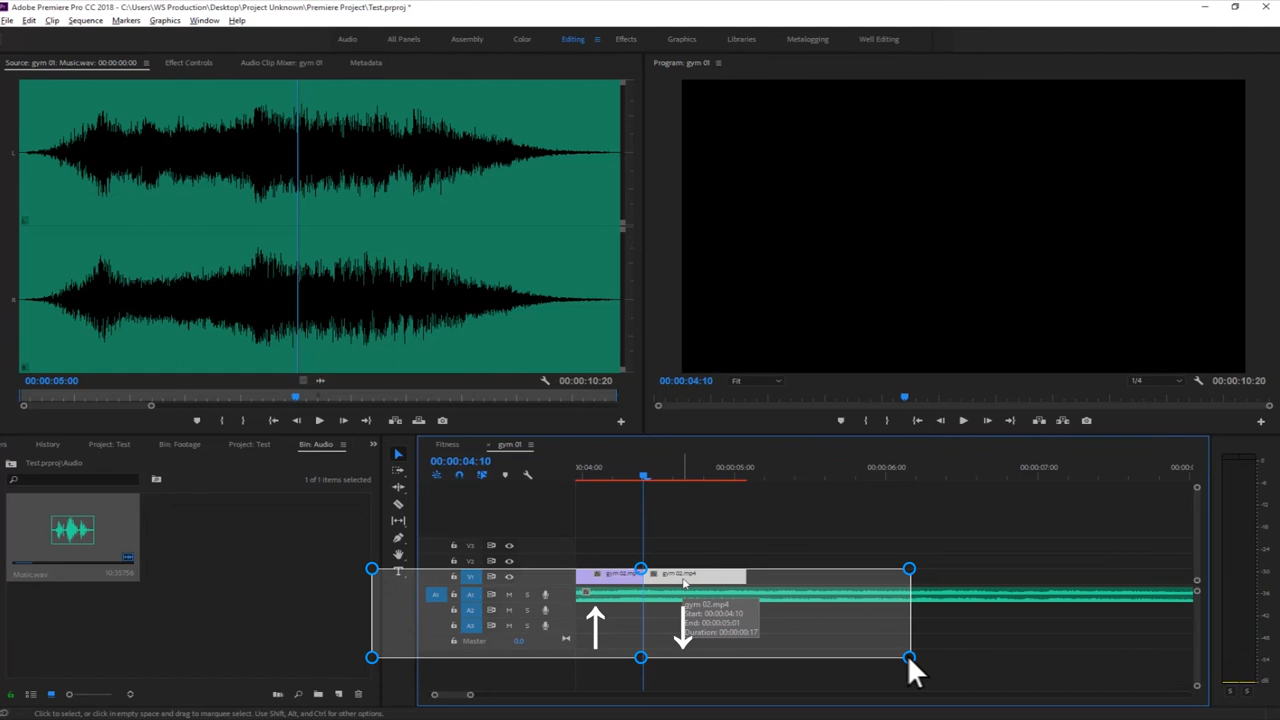 Adobe Premiere Pro CC 2018 - C:\Users\WS Production\Desktop\Project Unknown\Premiere Project\Test.prproj *
File Edit Clip Sequence Markers Graphics Window Help
Audio All Panels Assembly Color Editing Effects Graphics Libraries Metalogging Well Editing
Source: gym 01: Music.wav: 00:00:00:00 Effect Controls Audio Clip Mixer: gym 01 Metadata
Program: gym 01
L
R
00:00:05:00 00:00:10:20
00:00:04:10 Fit 1/4 00:00:10:20
History Project: Test Bin: Footage Project: Test Bin: Audio
Test.prproj\Audio
1 of 1 items selected
Music.wav 10:35756
Fitness × gym 01
00:00:04:10
:00:04:00 00:00:05:00 00:00:06:00 00:00:07:00 00:00:
V3
V2
V1
gym 02.mp4 gym 02.mp4
A1 A1 M S
A2 M S
A3 M S
Master 0.0
gym 02.mp4
Start: 00:00:04:10
End: 00:00:05:01
Duration: 00:00:00:17
S S
Click to select, or click in empty space and drag to marquee select. Use Shift, Alt, and Ctrl for other options.